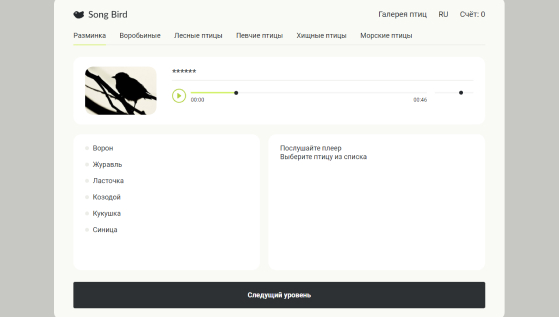 Song Bird
Галерея птиц RU Счёт: 0
Разминка Воробьиные Лесные птицы Певчие птицы Хищные птицы Морские птицы
******
00:00 00:46
Ворон
Журавль
Ласточка
Козодой
Кукушка
Синица
Послушайте плеер
Выберите птицу из списка
Следущий уровень